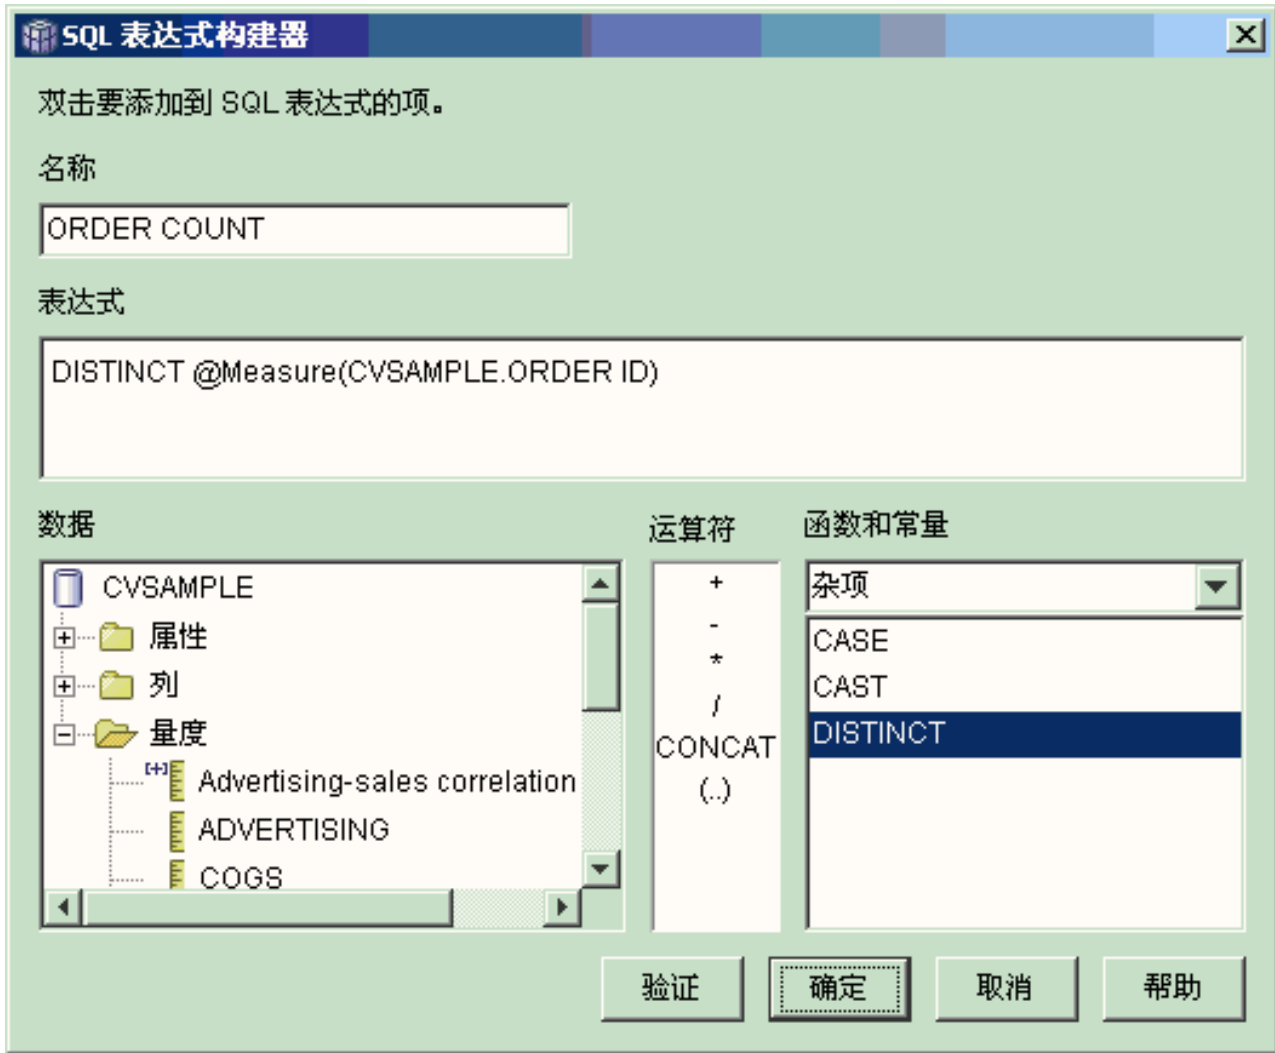 SQL 表达式构建器
双击要添加到 SQL 表达式的项。
名称
ORDER COUNT
表达式
DISTINCT @Measure(CVSAMPLE.ORDER ID)
数据
CVSAMPLE
属性
列
量度
Advertising-sales correlation
ADVERTISING
COGS
运算符
+
-
*
/
CONCAT
(..)
函数和常量
杂项
CASE
CAST
DISTINCT
验证
确定
取消
帮助